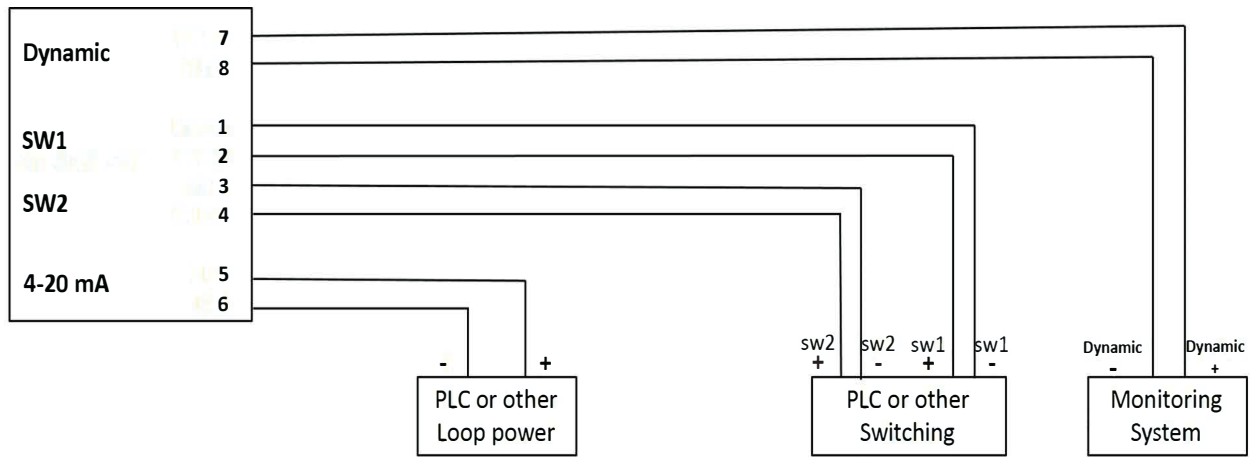 Dynamic
7
8
SW1
1
2
SW2
3
4
4-20 mA
5
6
- +
PLC or other
Loop power
sw2 sw2 sw1 sw1
+ - + -
PLC or other
Switching
Dynamic Dynamic
- +
Monitoring
System